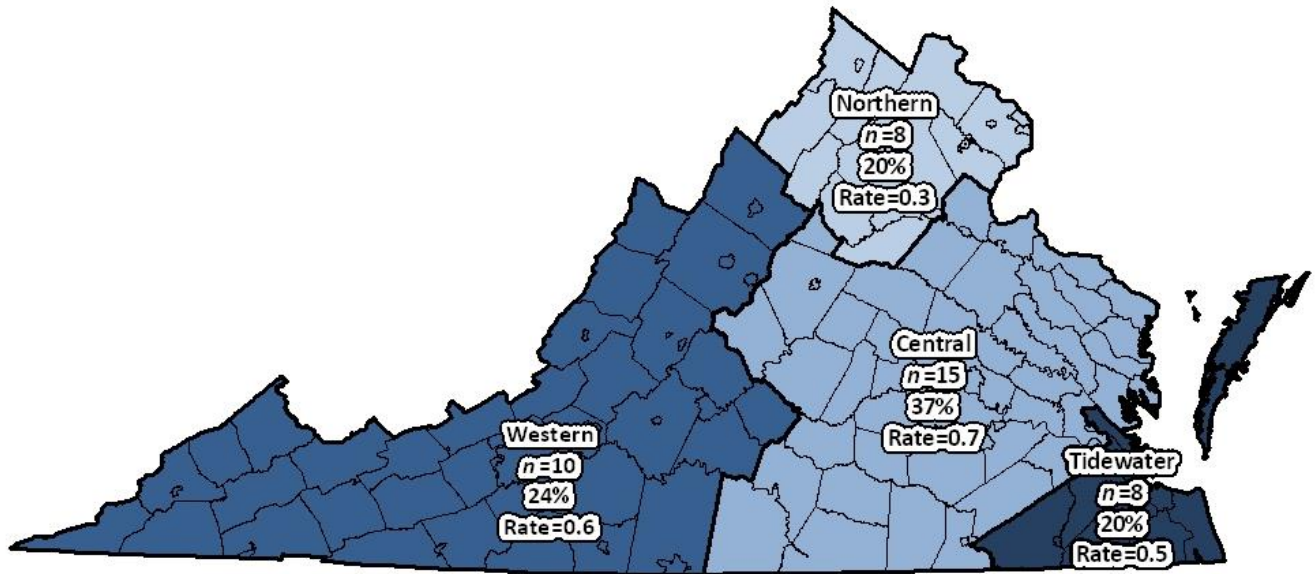 Northern
n=8
20%
Rate=0.3
Central
n=15
37%
Rate=0.7
Western
n=10
24%
Rate=0.6
Tidewater
n=8
20%
Rate=0.5